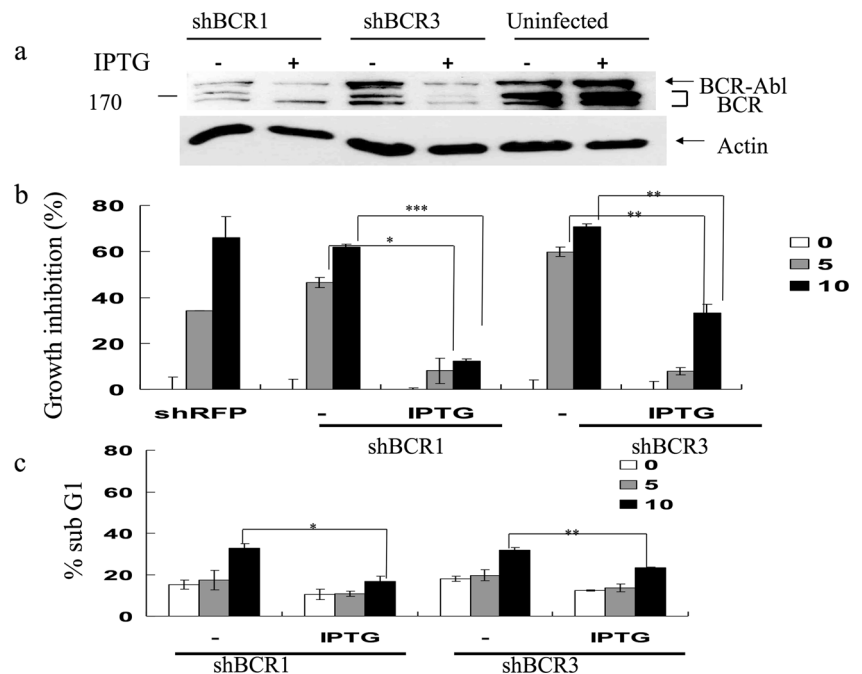 shBCR1 shBCR3 Uninfected
a
IPTG - + - + - +
BCR-Abl
170
BCR
Actin
b
Growth inhibition (%)
80
60
40
20
0
***
*
**
**
0
5
10
shRFP - IPTG - IPTG
shBCR1 shBCR3
c
% sub G1
80
60
40
20
0
*
**
0
5
10
- IPTG - IPTG
shBCR1 shBCR3